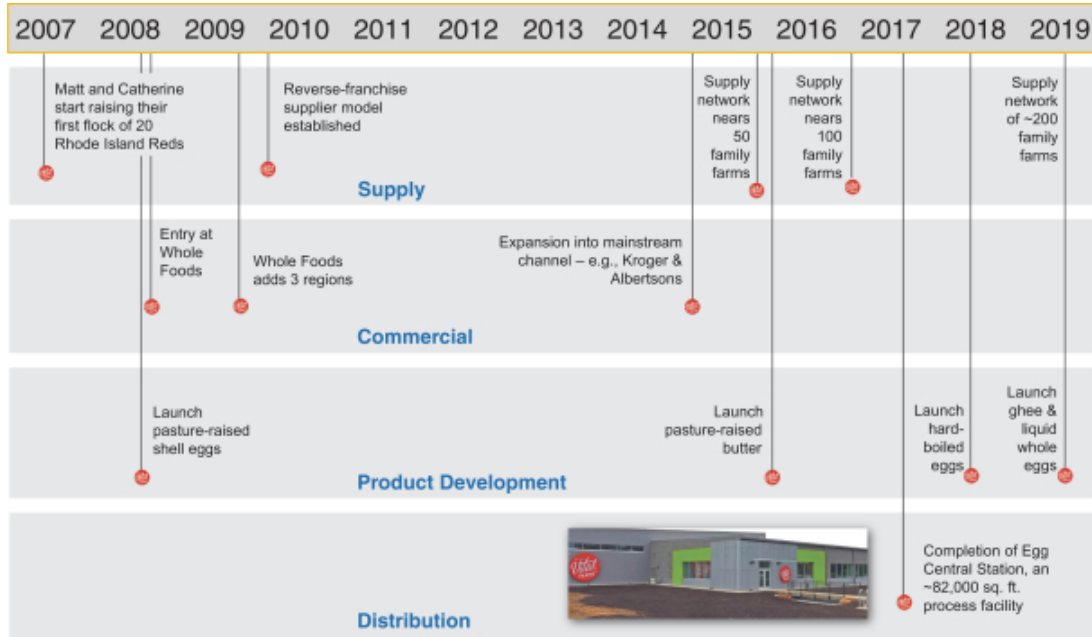 2007 2008 2009 2010 2011 2012 2013 2014 2015 2016 2017 2018 2019
Matt and Catherine
start raising their
first flock of 20
Rhode Island Reds
Reverse-franchise
supplier model
established
Supply
network
nears
50
family
farms
Supply
network
nears
100
family
farms
Supply
network
of ~200
family
farms
Supply
Entry at
Whole
Foods
Whole Foods
adds 3 regions
Expansion into mainstream
channel – e.g., Kroger &
Albertsons
Commercial
Launch
pasture-raised
shell eggs
Launch
pasture-raised
butter
Launch
hard-
boiled
eggs
Launch
ghee &
liquid
whole
eggs
Product Development
Vital
Completion of Egg
Central Station, an
~82,000 sq. ft.
process facility
Distribution